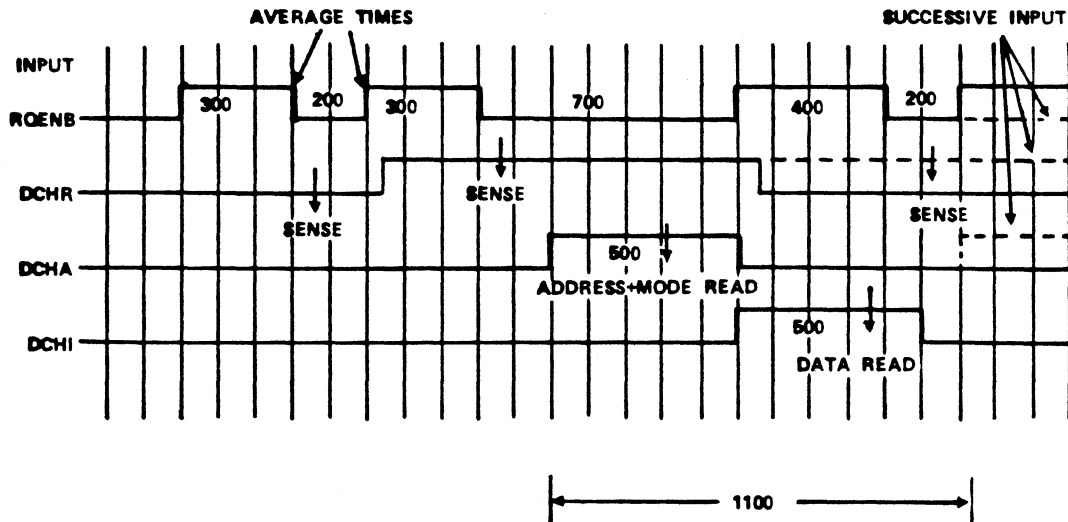 AVERAGE TIMES
SUCCESSIVE INPUT
INPUT
300
200
300
700
400
200
RQENB
DCHR
SENSE
SENSE
SENSE
DCHA
500
ADDRESS+MODE READ
DCHI
500
DATA READ
1100